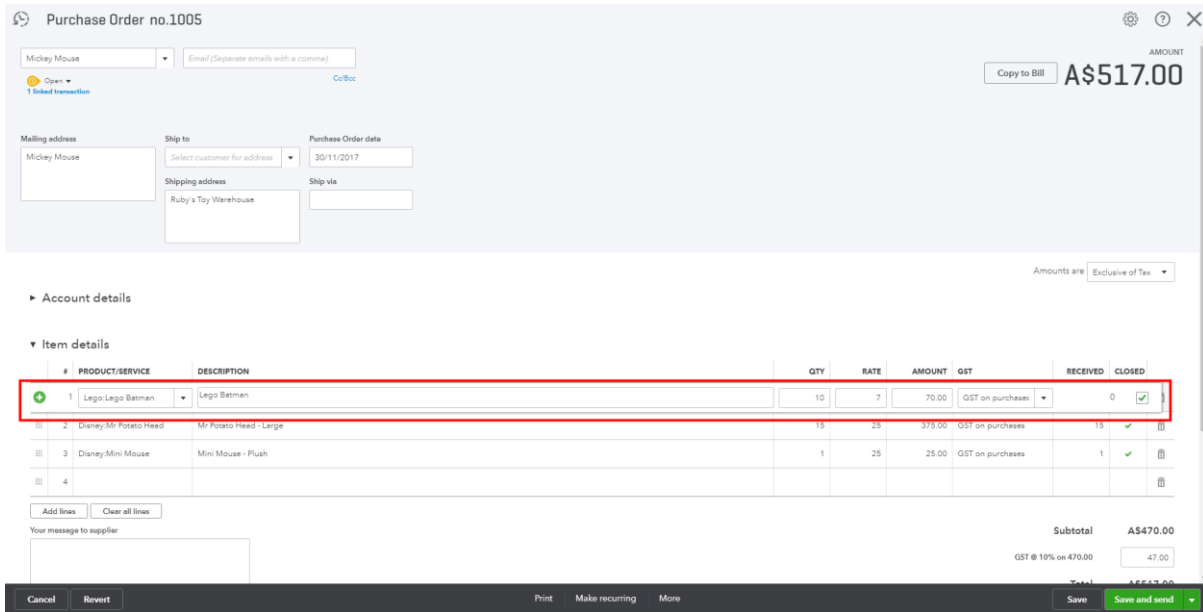 Purchase Order no.1005
AMOUNT
Mickey Mouse Email (Separate emails with a comma) Copy to Bill A$517.00
Open Cc/Bcc
1 linked transaction
Mailing address Ship to Purchase Order date
Mickey Mouse Select customer for address 30/11/2017
Shipping address Ship via
Ruby's Toy Warehouse
Amounts are Exclusive of Tax
Account details
Item details
# PRODUCT/SERVICE DESCRIPTION QTY RATE AMOUNT GST RECEIVED CLOSED
1 Lego:Lego Batman Lego Batman 10 7 70.00 GST on purchases 0
2 Disney:Mr Potato Head Mr Potato Head - Large 15 25 375.00 GST on purchases 15
3 Disney:Mini Mouse Mini Mouse - Plush 1 25 25.00 GST on purchases 1
4
Add lines Clear all lines
Your message to supplier Subtotal A$470.00
GST @ 10% on 470.00 47.00
Total A$517.00
Cancel Revert Print Make recurring More Save Save and send